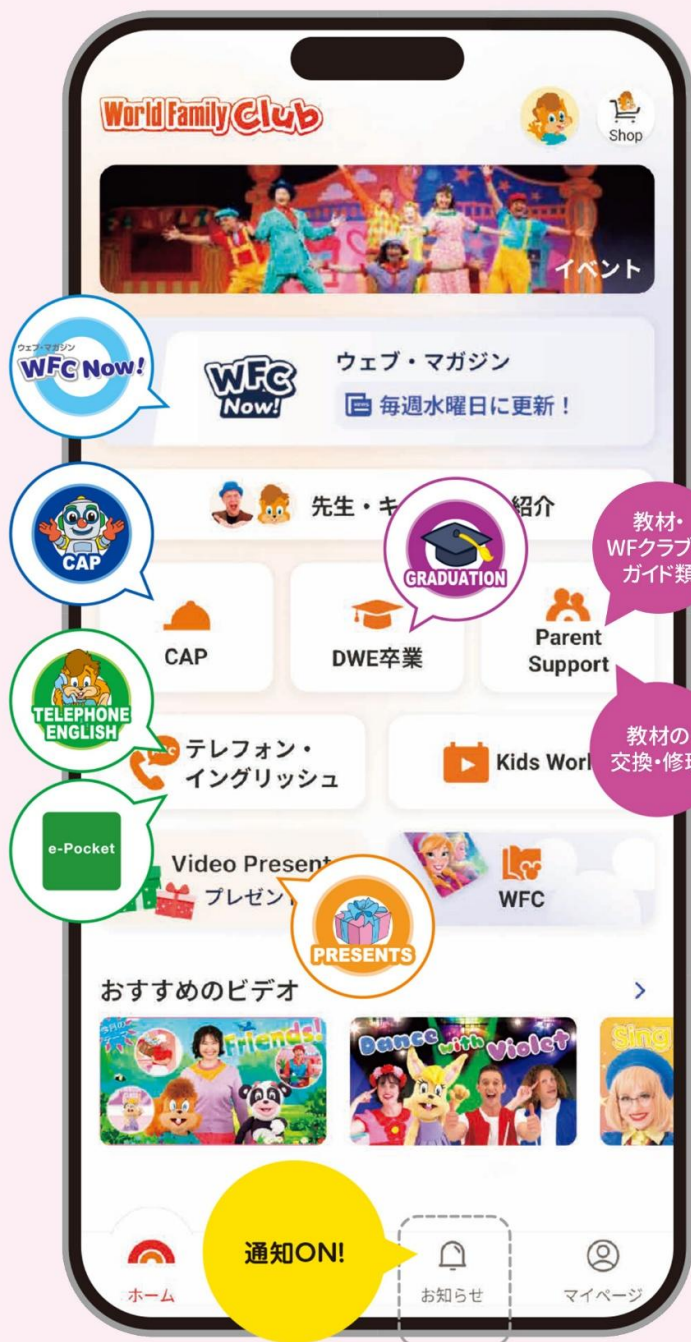 World Family Club
Shop
イベント
ウェブ・マガジン
WFC Now!
WFC
Now!
ウェブ・マガジン
毎週水曜日に更新！
先生・キ
紹介
CAP
GRADUATION
教材・
WFクラブ
ガイド類
CAP
DWE卒業
Parent
Support
TELEPHONE
ENGLISH
テレフォン・
イングリッシュ
Kids Worl
教材の
交換・修理
e-Pocket
Video Present
プレゼン
PRESENTS
WFC
おすすめのビデオ
Friends!
Dance with Violet
Sing
通知ON!
ホーム
お知らせ
マイページ